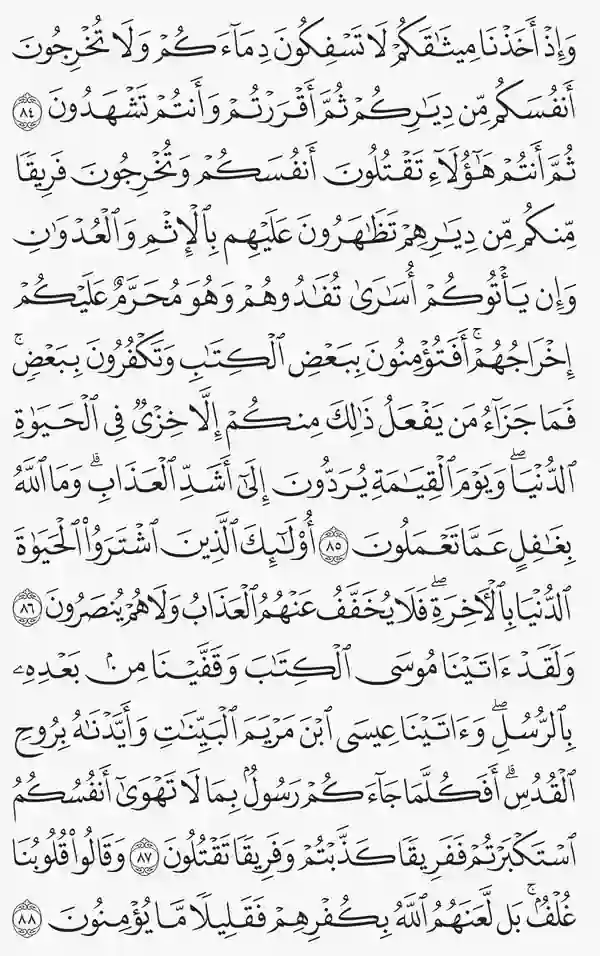 وَإِذۡ أَخَذۡنَا مِيثَٰقَكُمۡ لَا تَسۡفِكُونَ دِمَآءَكُمۡ وَلَا تُخۡرِجُونَ
أَنفُسَكُم مِّن دِيَٰرِكُمۡ ثُمَّ أَقۡرَرۡتُمۡ وَأَنتُمۡ تَشۡهَدُونَ ٨٤
ثُمَّ أَنتُمۡ هَٰٓؤُلَآءِ تَقۡتُلُونَ أَنفُسَكُمۡ وَتُخۡرِجُونَ فَرِيقٗا
مِّنكُم مِّن دِيَٰرِهِمۡ تَظَٰهَرُونَ عَلَيۡهِم بِٱلۡإِثۡمِ وَٱلۡعُدۡوَٰنِ
وَإِن يَأۡتُوكُمۡ أُسَٰرَىٰ تُفَٰدُوهُمۡ وَهُوَ مُحَرَّمٌ عَلَيۡكُمۡ
إِخۡرَاجُهُمۡۚ أَفَتُؤۡمِنُونَ بِبَعۡضِ ٱلۡكِتَٰبِ وَتَكۡفُرُونَ بِبَعۡضٖۚ
فَمَا جَزَآءُ مَن يَفۡعَلُ ذَٰلِكَ مِنكُمۡ إِلَّا خِزۡيٞ فِي ٱلۡحَيَوٰةِ
ٱلدُّنۡيَاۖ وَيَوۡمَ ٱلۡقِيَٰمَةِ يُرَدُّونَ إِلَىٰٓ أَشَدِّ ٱلۡعَذَابِۗ وَمَا ٱللَّهُ
بِغَٰفِلٍ عَمَّا تَعۡمَلُونَ ٨٥ أُوْلَٰٓئِكَ ٱلَّذِينَ ٱشۡتَرَوُاْ ٱلۡحَيَوٰةَ
ٱلدُّنۡيَا بِٱلۡأٓخِرَةِۖ فَلَا يُخَفَّفُ عَنۡهُمُ ٱلۡعَذَابُ وَلَا هُمۡ يُنصَرُونَ ٨٦
وَلَقَدۡ ءَاتَيۡنَا مُوسَى ٱلۡكِتَٰبَ وَقَفَّيۡنَا مِنۢ بَعۡدِهِۦ
بِٱلرُّسُلِۖ وَءَاتَيۡنَا عِيسَى ٱبۡنَ مَرۡيَمَ ٱلۡبَيِّنَٰتِ وَأَيَّدۡنَٰهُ بِرُوحِ
ٱلۡقُدُسِۗ أَفَكُلَّمَا جَآءَكُمۡ رَسُولُۢ بِمَا لَا تَهۡوَىٰٓ أَنفُسُكُمُ
ٱسۡتَكۡبَرۡتُمۡ فَفَرِيقٗا كَذَّبۡتُمۡ وَفَرِيقٗا تَقۡتُلُونَ ٨٧ وَقَالُواْ قُلُوبُنَا
غُلۡفُۢۚ بَل لَّعَنَهُمُ ٱللَّهُ بِكُفۡرِهِمۡ فَقَلِيلٗا مَّا يُؤۡمِنُونَ ٨٨